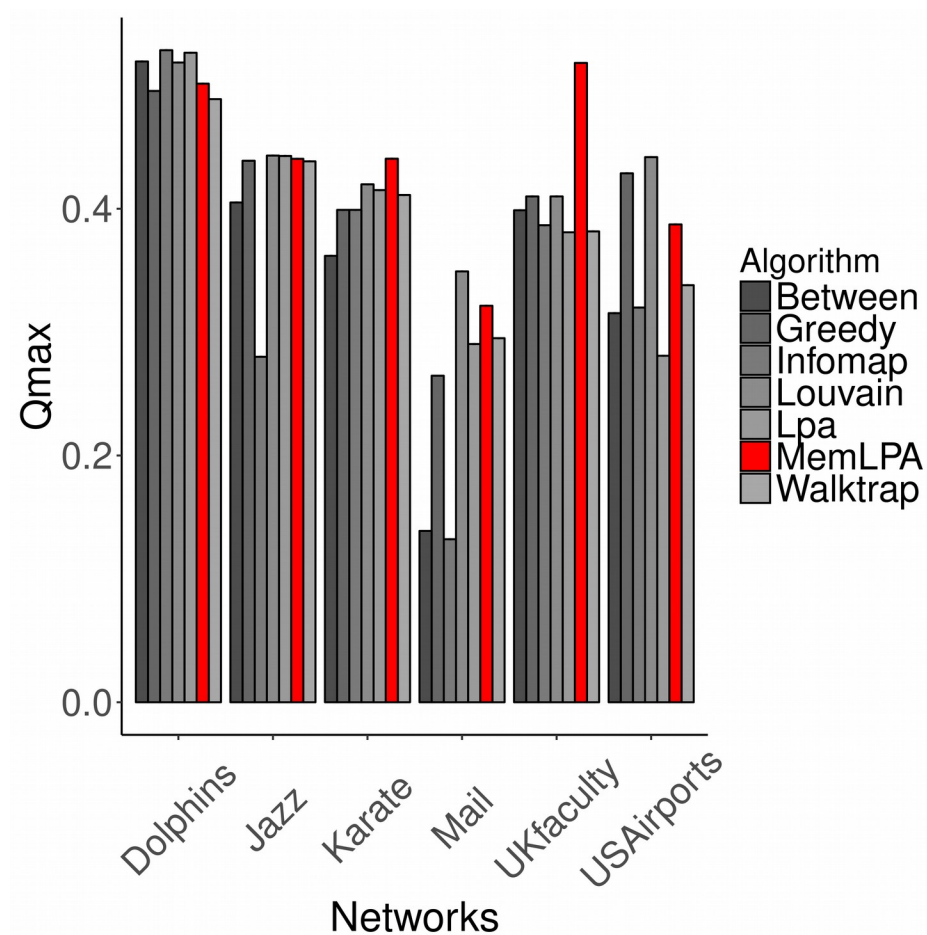 Qmax
0.4
0.2
0.0
Dolphins
Jazz
Karate
Mail
UKfaculty
USAirports
Networks
Algorithm
Between
Greedy
Infomap
Louvain
Lpa
MemLPA
Walktrap